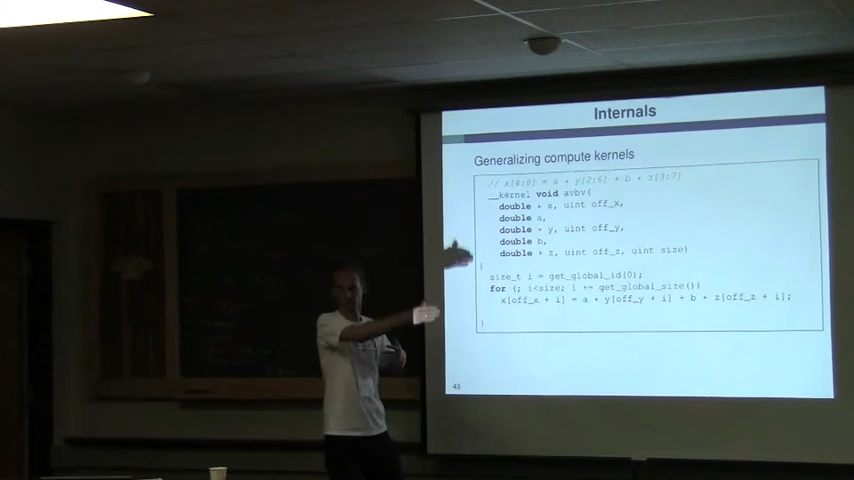 Internals
Generalizing compute kernels
// x[4:8] = a * y[2:6] + b * z[3:7]
__kernel void avbv(
double * x, uint off_x,
double a,
double * y, uint off_y,
double b,
double * z, uint off_z, uint size)
{
size_t i = get_global_id(0);
for (; i<size; i += get_global_size())
x[off_x + i] = a * y[off_y + i] + b * z[off_z + i];
}
43